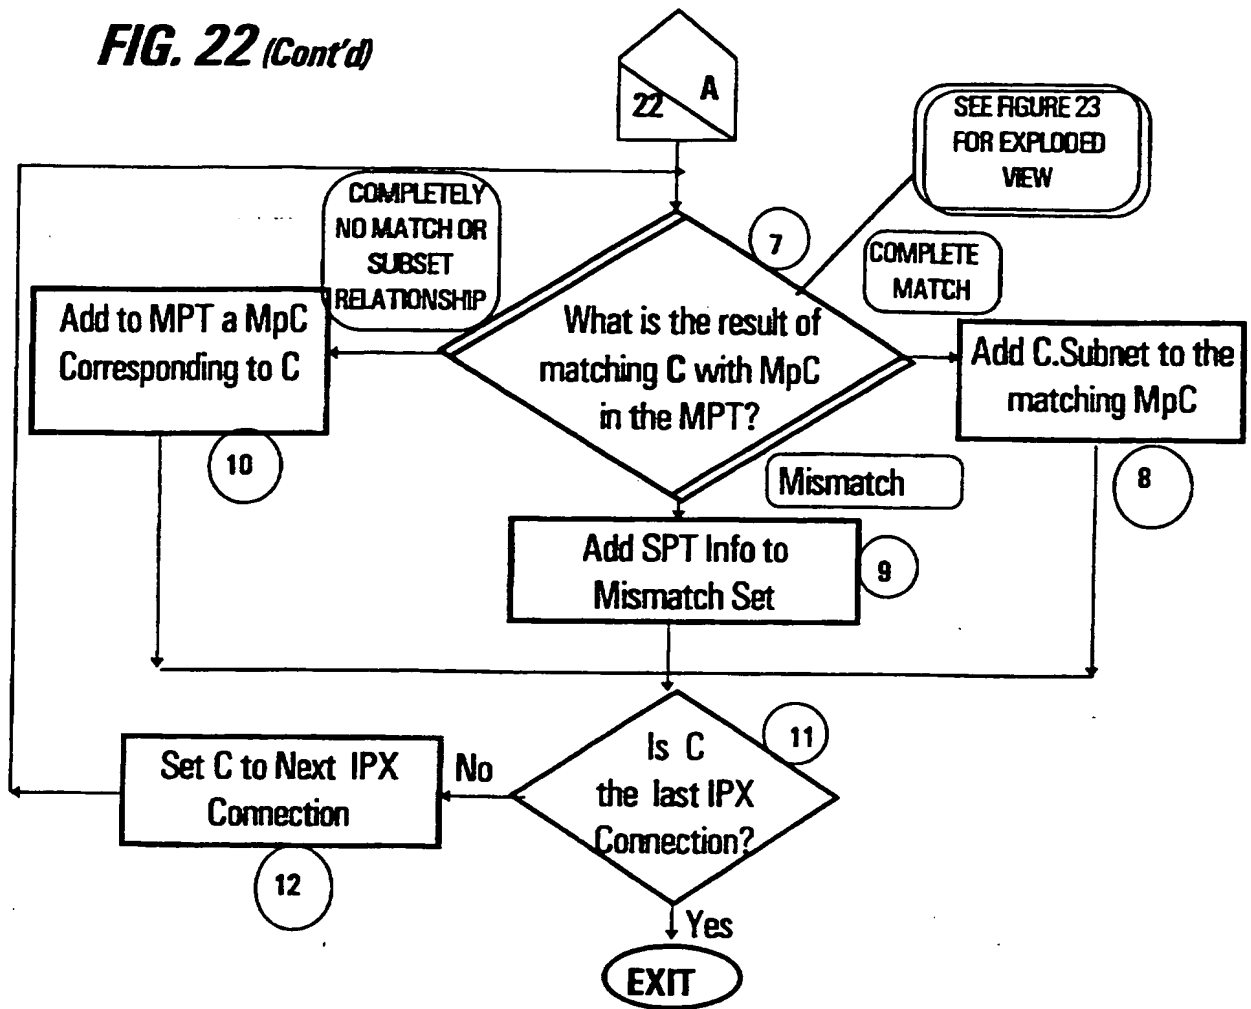 FIG. 22 (Cont'd)
22 A
SEE FIGURE 23
FOR EXPLODED
VIEW
COMPLETELY
NO MATCH OR
SUBSET
RELATIONSHIP
7
COMPLETE
MATCH
Add to MPT a MpC
Corresponding to C
What is the result of
matching C with MpC
in the MPT?
Add C.Subnet to the
matching MpC
10
Mismatch
8
Add SPT Info to
Mismatch Set
9
Is C
the last IPX
Connection?
11
Set C to Next IPX
Connection
No
12
Yes
EXIT